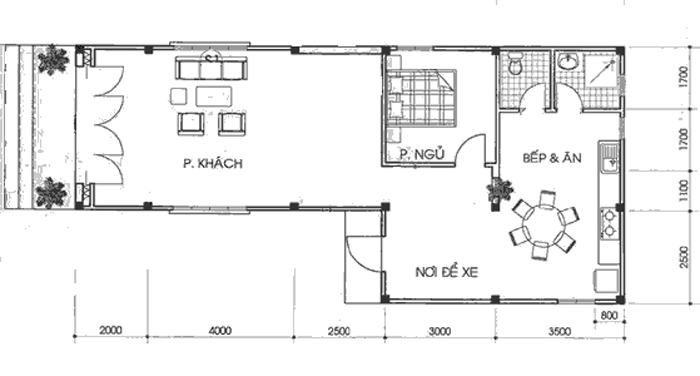 S1
1700
P. KHÁCH
P. NGỦ
BẾP & ĂN
1700
1100
NƠI ĐỂ XE
2500
800
2000
4000
2500
3000
3500